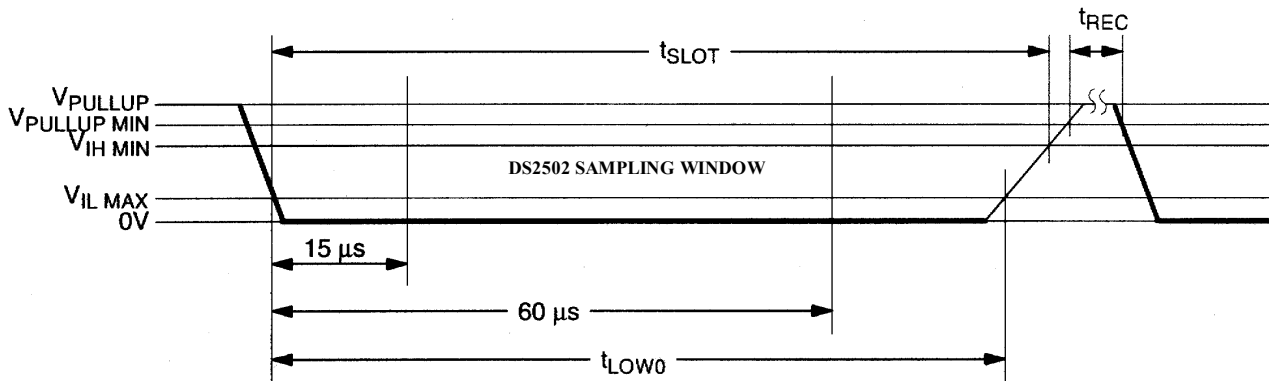 tREC
tSLOT
VPULLUP
VPULLUP MIN
VIH MIN
DS2502 SAMPLING WINDOW
VIL MAX
0V
15 μs
60 μs
tLOW0